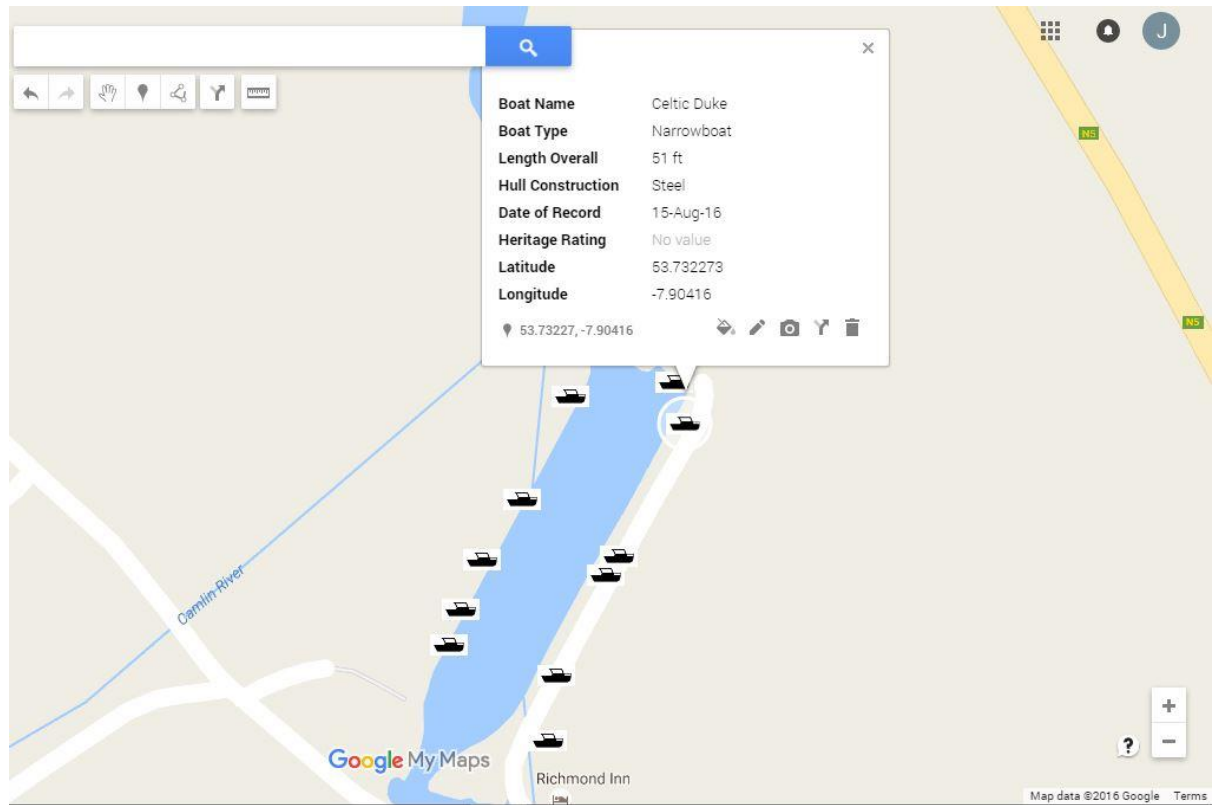 J
Boat Name Celtic Duke
Boat Type Narrowboat
Length Overall 51 ft
Hull Construction Steel
Date of Record 15-Aug-16
Heritage Rating No value
Latitude 53.732273
Longitude -7.90416
53.73227, -7.90416
N5
N5
Camlin River
Google My Maps
Richmond Inn
+
?
−
Map data ©2016 Google Terms